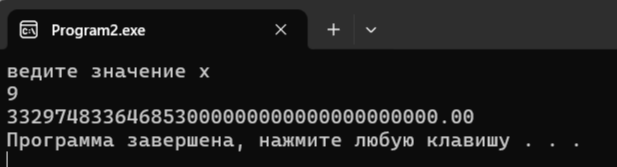 Program2.exe
ведите значение х
9
33297483364685300000000000000000000.00
Программа завершена, нажмите любую клавишу . . .